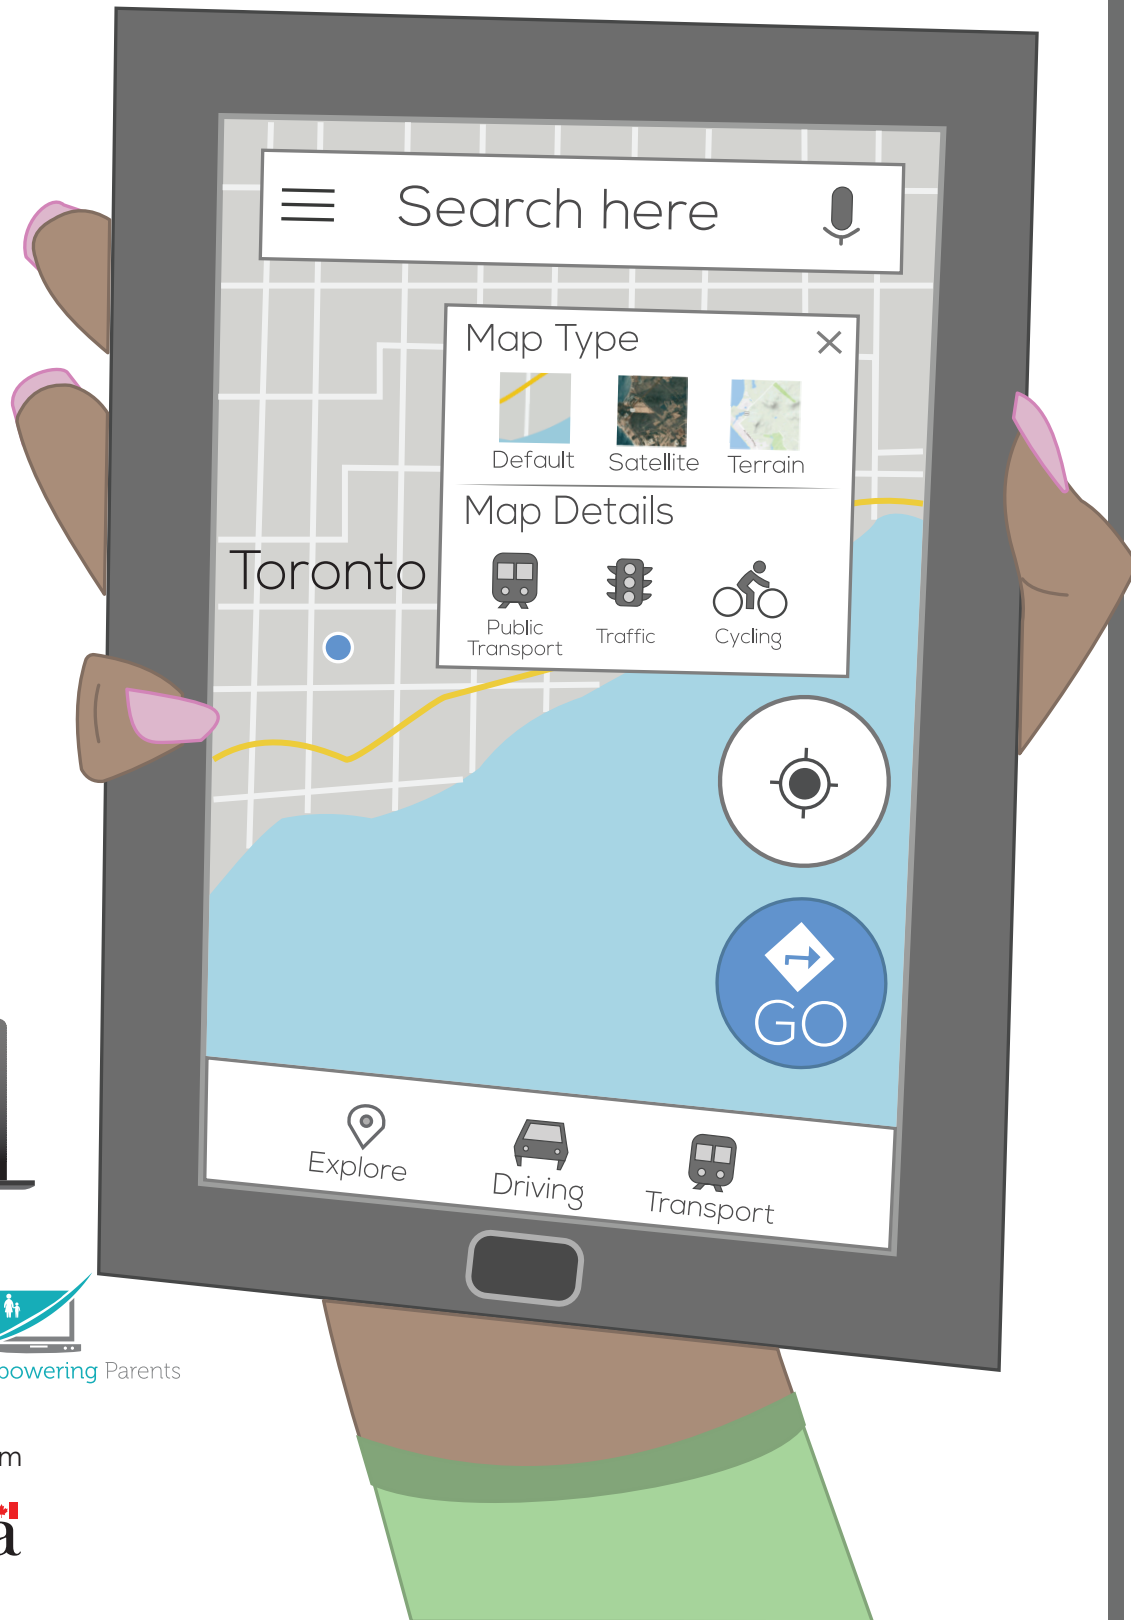 Search here
Map Type
Default Satellite Terrain
Map Details
Public Transport
Traffic
Cycling
Toronto
GO
Explore
Driving
Transport
powering Parents
m
a